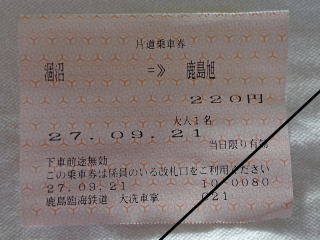 片道乗車券
涸沼 ＝≫ 鹿島旭
２２０円
大人１名
２７．０９．２１
当日限り有効
下車前途無効
この乗車券は係員のいる改札口をご利用ください
２７．０９．２１ １０－００８０
鹿島臨海鉄道 大洗車掌 ０２１